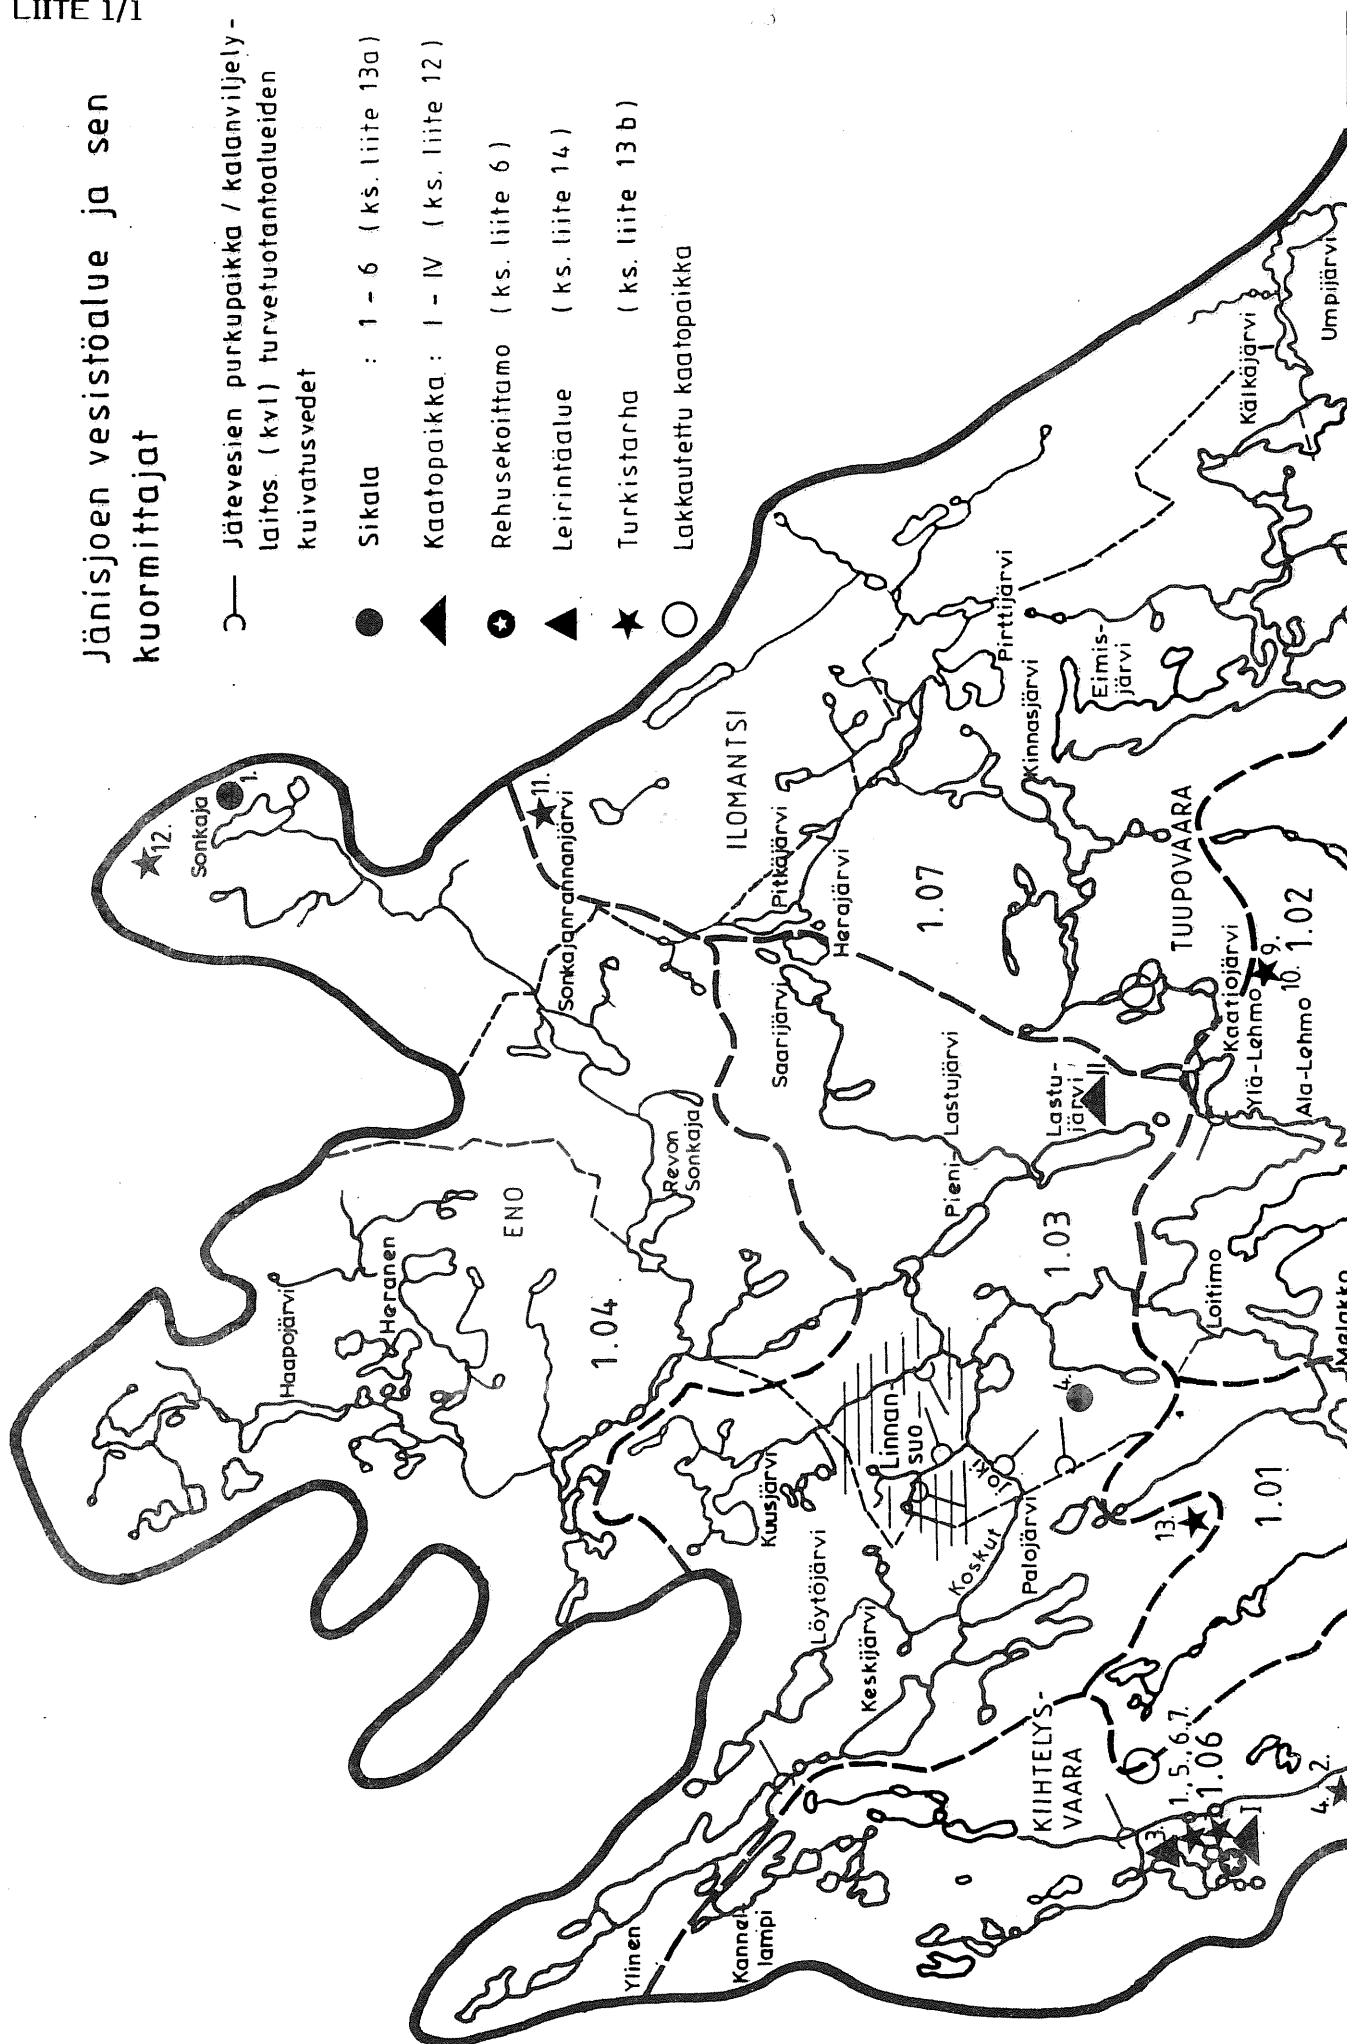 LIITE 1/1
Jänisjoen vesistöalue ja sen
kuormittajat
Jätevesien purkupaikka / kalanviljely-
laitos. (kvl) turvetuotantoalueiden
kuivatusvedet
Sikala : 1 - 6 (ks. liite 13a)
Kaatopaikka : I - IV (ks. liite 12)
Rehusekoittamo (ks. liite 6)
Leirintäalue (ks. liite 14)
Turkistarha (ks. liite 13 b)
Lakkautettu kaatopaikka
12.
Sonkaja
1.
11.
Sonkajanrannanjärvi
ILOMANTSI
Pitkäjärvi
Herajärvi
Saarijärvi
1.07
Pirttijärvi
Kinnasjärvi
Eimis-
järvi
Kälkäjärvi
Umpijärvi
TUUPOVAARA
Kaatiojärvi
Ylä-Lehmo
Ala-Lehmo
10.
9.
1.02
Haapojärvi
Heranen
ENO
Revon
Sonkaja
1.04
Pieni-Lastujärvi
Lastu-
järvi
II
1.03
Loitimo
Melakko
Kuusjärvi
Linnan-
suo
4.
Löytöjärvi
Keskijärvi
Koskut
joki
Palojärvi
13.
1.01
Ylinen
Kannel-
lampi
KIIHTELYS-
VAARA
3.
1., 5., 6., 7.
1.06
I
4.
2.